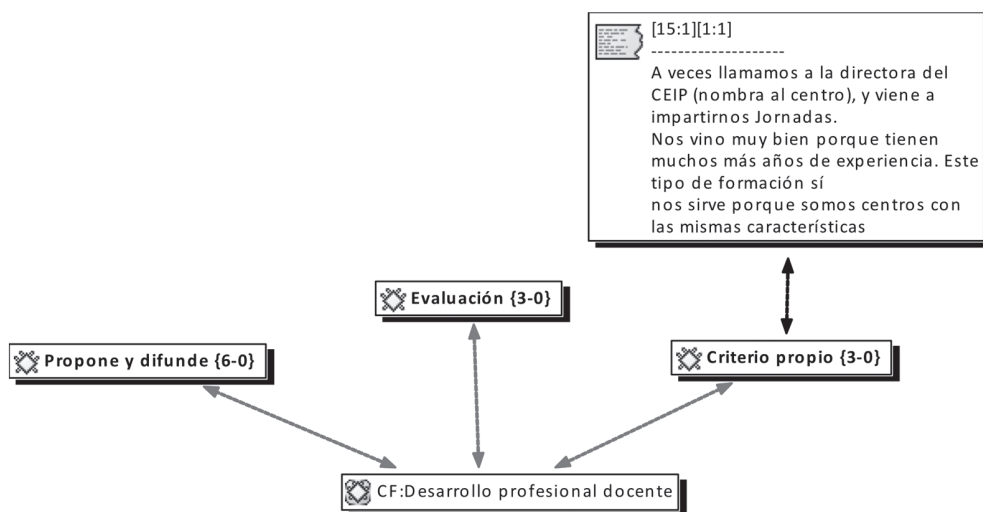 [15:1][1:1]
--------------------
A veces llamamos a la directora del
CEIP (nombra al centro), y viene a
impartirnos Jornadas.
Nos vino muy bien porque tienen
muchos más años de experiencia. Este
tipo de formación sí
nos sirve porque somos centros con
las mismas características
Evaluación {3-0}
Propone y difunde {6-0}
Criterio propio {3-0}
CF:Desarrollo profesional docente